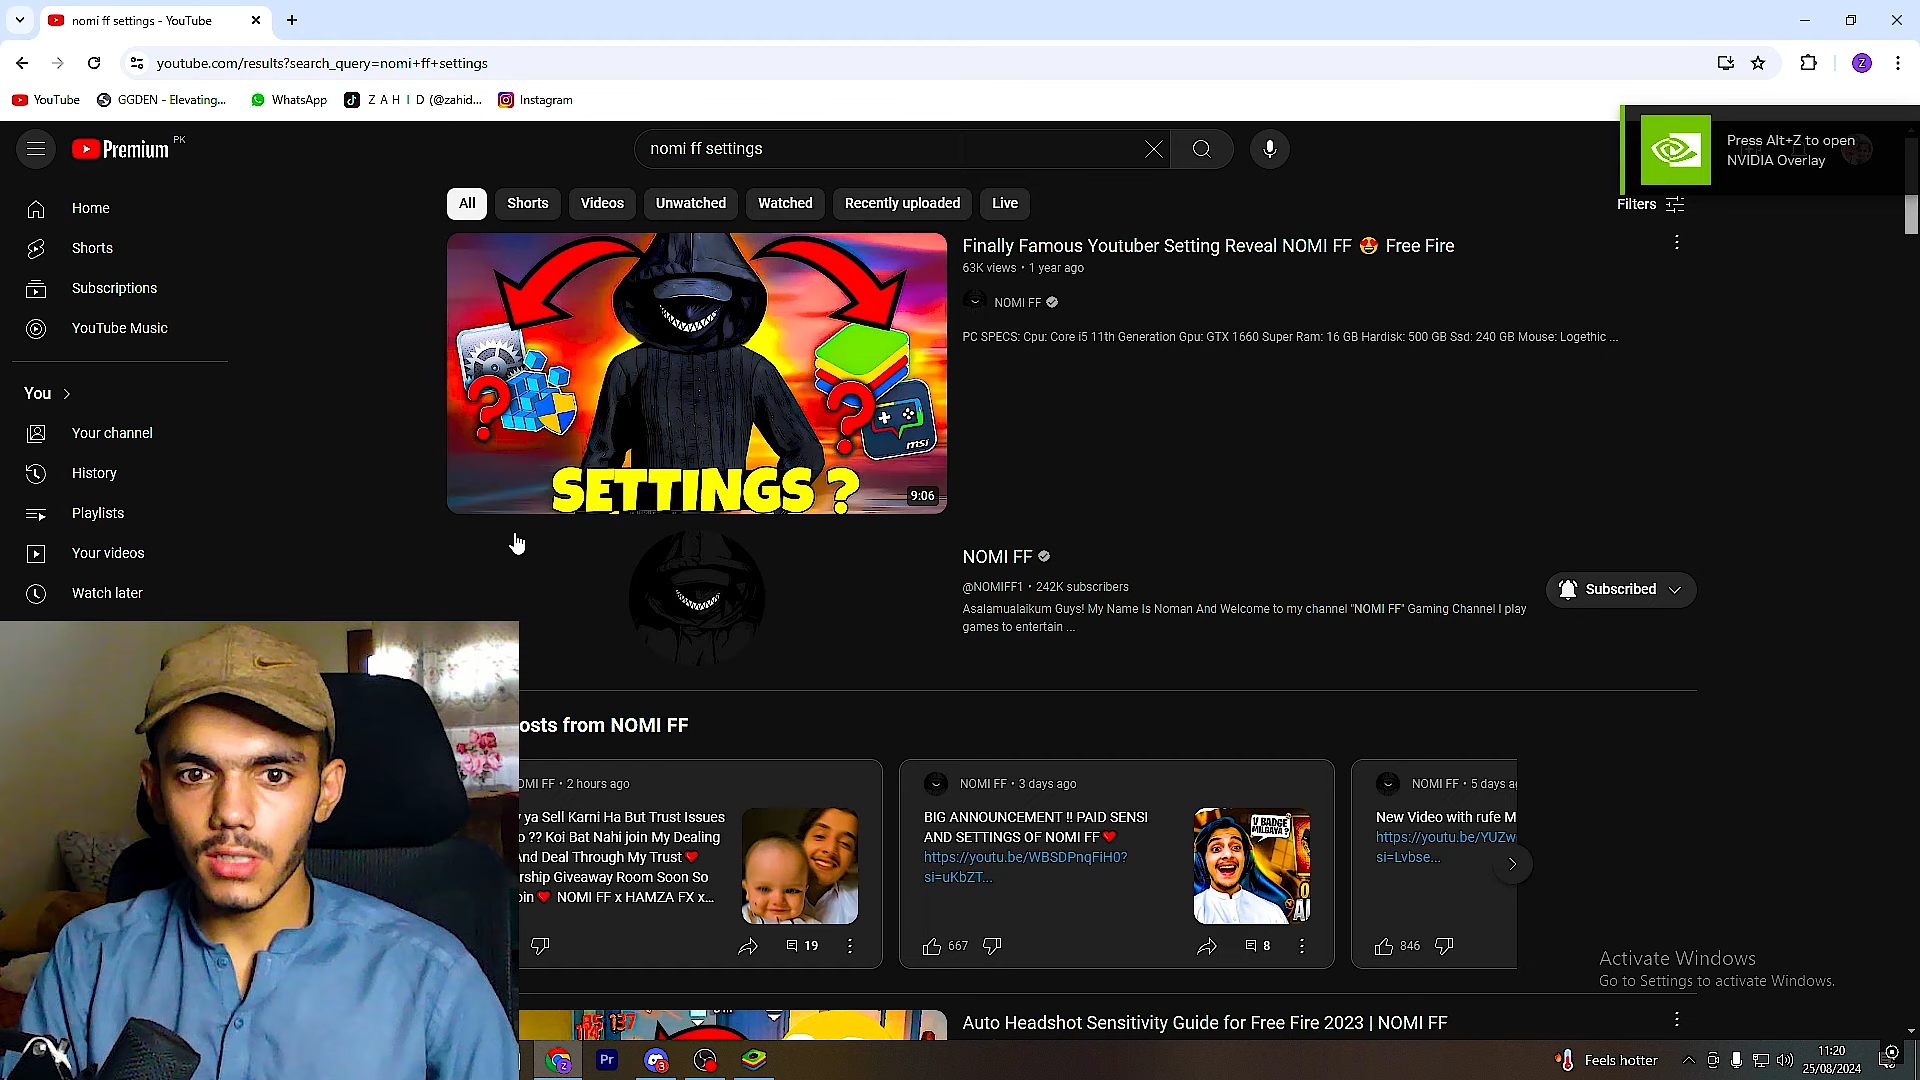 nomi ff settings - YouTube
youtube.com/results?search_query=nomi+ff+settings
YouTube
GGDEN - Elevating...
WhatsApp
Z A H I D (@zahid...
Instagram
Z
Premium
PK
nomi ff settings
Press Alt+Z to open
NVIDIA Overlay
All
Shorts
Videos
Unwatched
Watched
Recently uploaded
Live
Filters
Home
Shorts
Subscriptions
YouTube Music
You
Your channel
History
Playlists
Your videos
Watch later
SETTINGS ?
msi
9:06
Finally Famous Youtuber Setting Reveal NOMI FF 😍 Free Fire
63K views • 1 year ago
NOMI FF
PC SPECS: Cpu: Core i5 11th Generation Gpu: GTX 1660 Super Ram: 16 GB Hardisk: 500 GB Ssd: 240 GB Mouse: Logethic ...
NOMI FF
@NOMIFF1 • 242K subscribers
Asalamualaikum Guys! My Name Is Noman And Welcome to my channel "NOMI FF" Gaming Channel I play
games to entertain ...
Subscribed
osts from NOMI FF
OMI FF • 2 hours ago
ya Sell Karni Ha But Trust Issues
o ?? Koi Bat Nahi join My Dealing
And Deal Through My Trust ❤
rship Giveaway Room Soon So
oin ❤ NOMI FF x HAMZA FX x...
19
NOMI FF • 3 days ago
BIG ANNOUNCEMENT !! PAID SENSI
AND SETTINGS OF NOMI FF❤
https://youtu.be/WBSDPnqFiH0?
si=uKbZT...
V BADGE
MILGAYA ?
667
8
NOMI FF • 5 days a
New Video with rufe M
https://youtu.be/YUZw
si=Lvbse...
846
Activate Windows
Go to Settings to activate Windows.
137
Auto Headshot Sensitivity Guide for Free Fire 2023 | NOMI FF
Pr
3
Feels hotter
11:20
25/08/2024